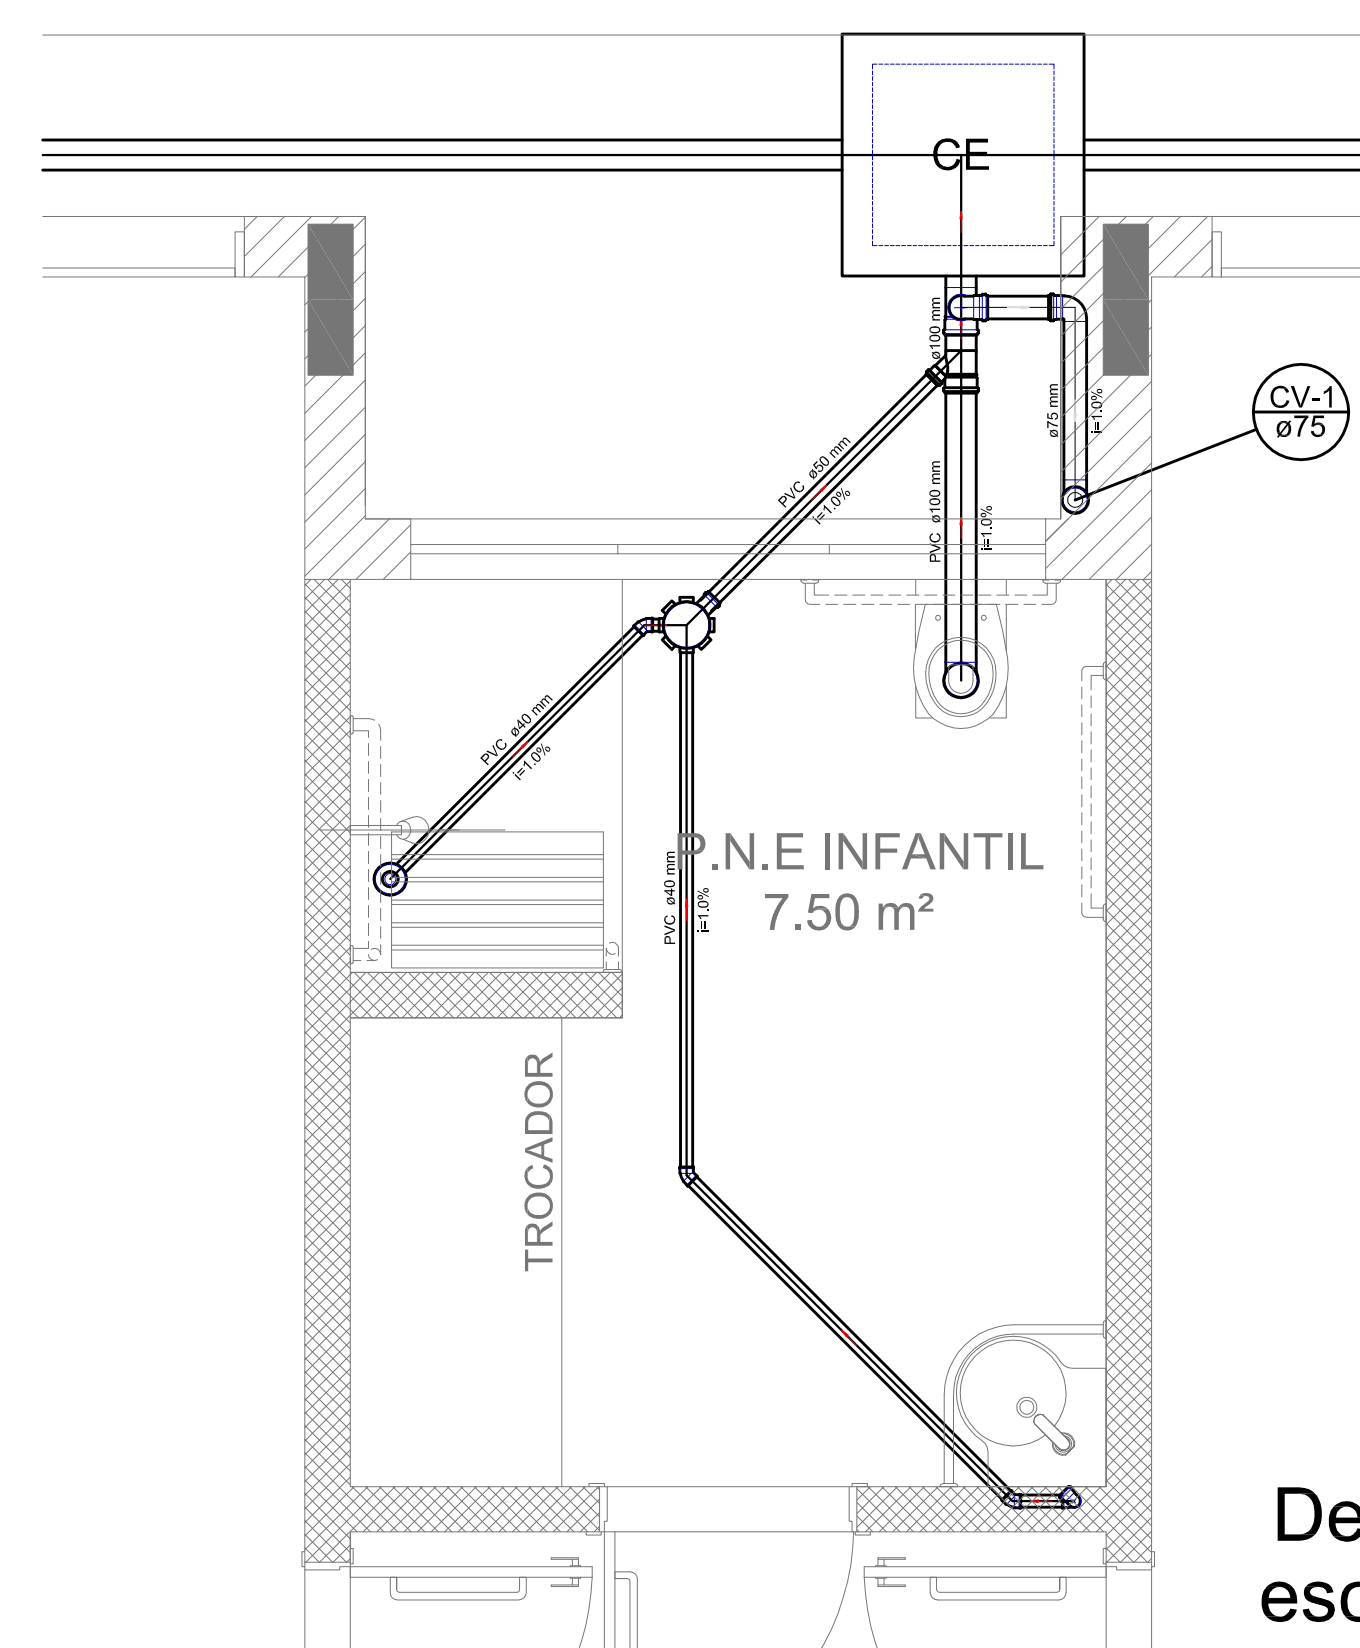 CE
ø100 mm
CV-1
ø75
ø75 mm
i=1.0%
PVC ø50 mm
i=1.0%
PVC ø100 mm
i=1.0%
PVC ø40 mm
i=1.0%
P.N.E INFANTIL
7.50 m²
PVC ø40 mm
i=1.0%
TROCADOR
De
esc